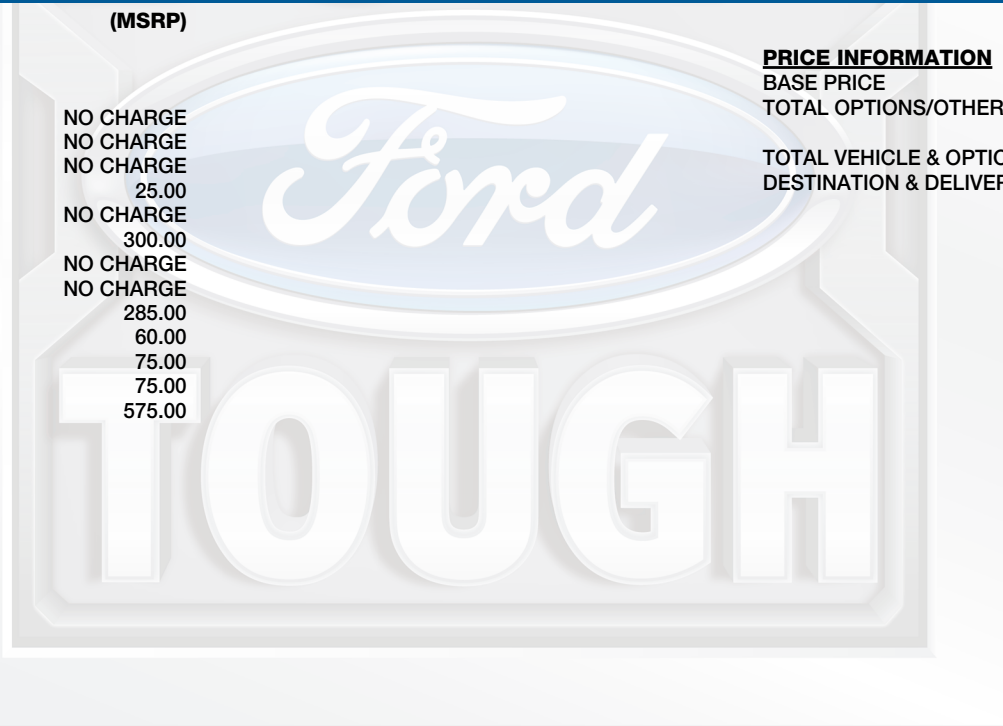 (MSRP)
NO CHARGE
NO CHARGE
NO CHARGE
25.00
NO CHARGE
300.00
NO CHARGE
NO CHARGE
285.00
60.00
75.00
75.00
575.00
PRICE INFORMATION
BASE PRICE
TOTAL OPTIONS/OTHER
TOTAL VEHICLE &
DESTINATION &
Ford
TOUGH